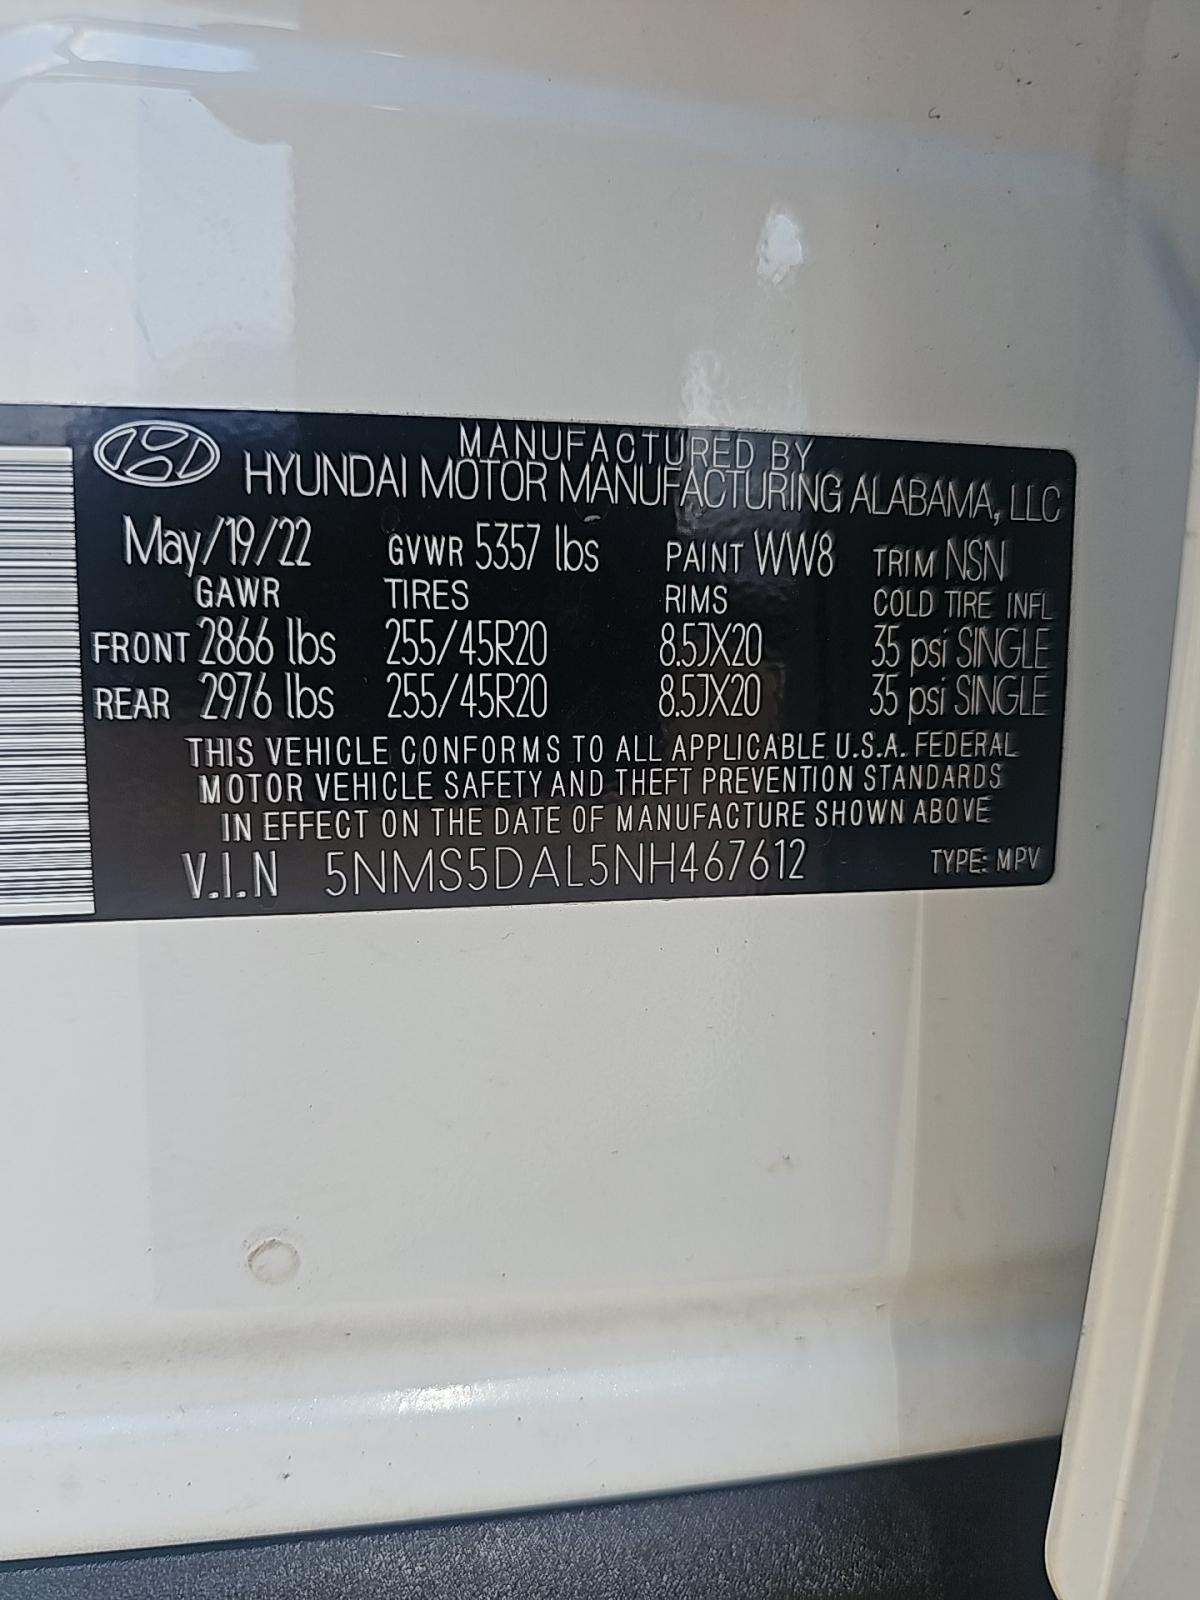 MANUFACTURED BY
HYUNDAI MOTOR MANUFACTURING ALABAMA, LLC
May/19/22 GVWR 5357 lbs PAINT WW8 TRIM NSN
GAWR TIRES RIMS COLD TIRE INFL
FRONT 2866 lbs 255/45R20 8.5JX20 35 psi SINGLE
REAR 2976 lbs 255/45R20 8.5JX20 35 psi SINGLE
THIS VEHICLE CONFORMS TO ALL APPLICABLE U.S.A. FEDERAL
MOTOR VEHICLE SAFETY AND THEFT PREVENTION STANDARDS
IN EFFECT ON THE DATE OF MANUFACTURE SHOWN ABOVE
V.I.N 5NMS5DAL5NH467612 TYPE: MPV